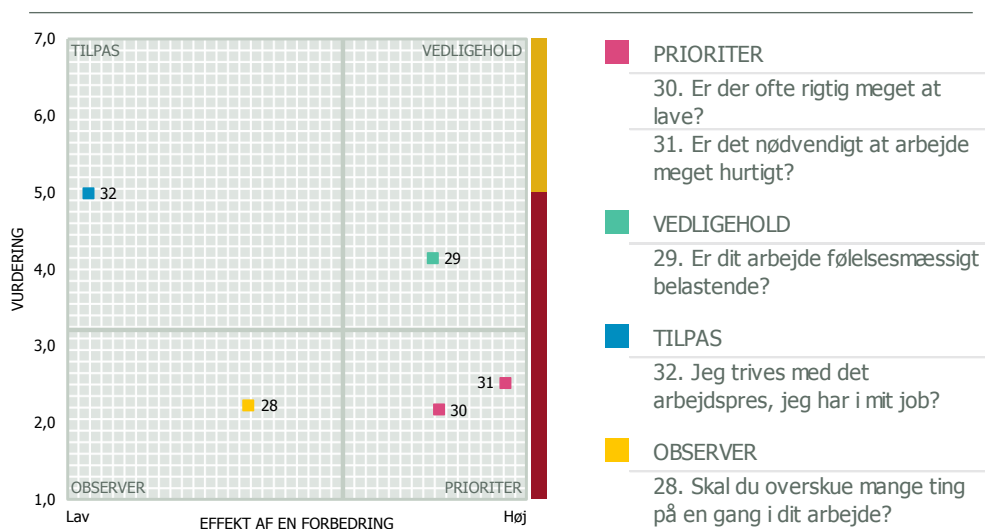 7,0
6,0
5,0
4,0
3,0
2,0
1,0
VURDERING
TILPAS
VEDLIGEHOLD
32
29
31
30
28
OBSERVER
PRIORITER
Lav
EFFEKT AF EN FORBEDRING
Høj
PRIORITER
30. Er der ofte rigtig meget at
lave?
31. Er det nødvendigt at arbejde
meget hurtigt?
VEDLIGEHOLD
29. Er dit arbejde følelsesmæssigt
belastende?
TILPAS
32. Jeg trives med det
arbejdspres, jeg har i mit job?
OBSERVER
28. Skal du overskue mange ting
på en gang i dit arbejde?